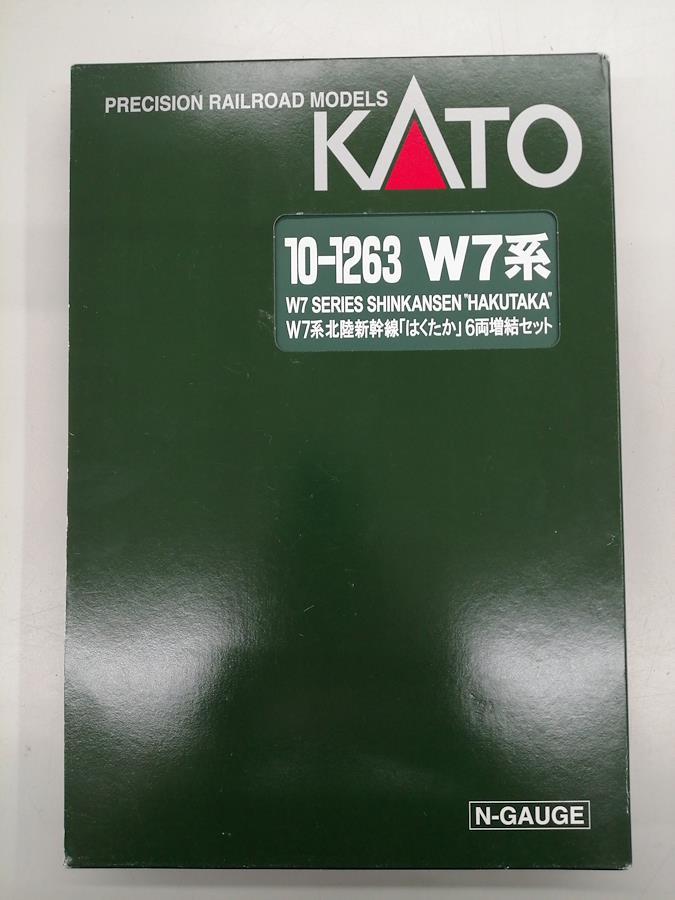 PRECISION RAILROAD MODELS
KATO
10-1263 W7系
W7 SERIES SHINKANSEN "HAKUTAKA"
W7系北陸新幹線「はくたか」6両増結セット
N-GAUGE